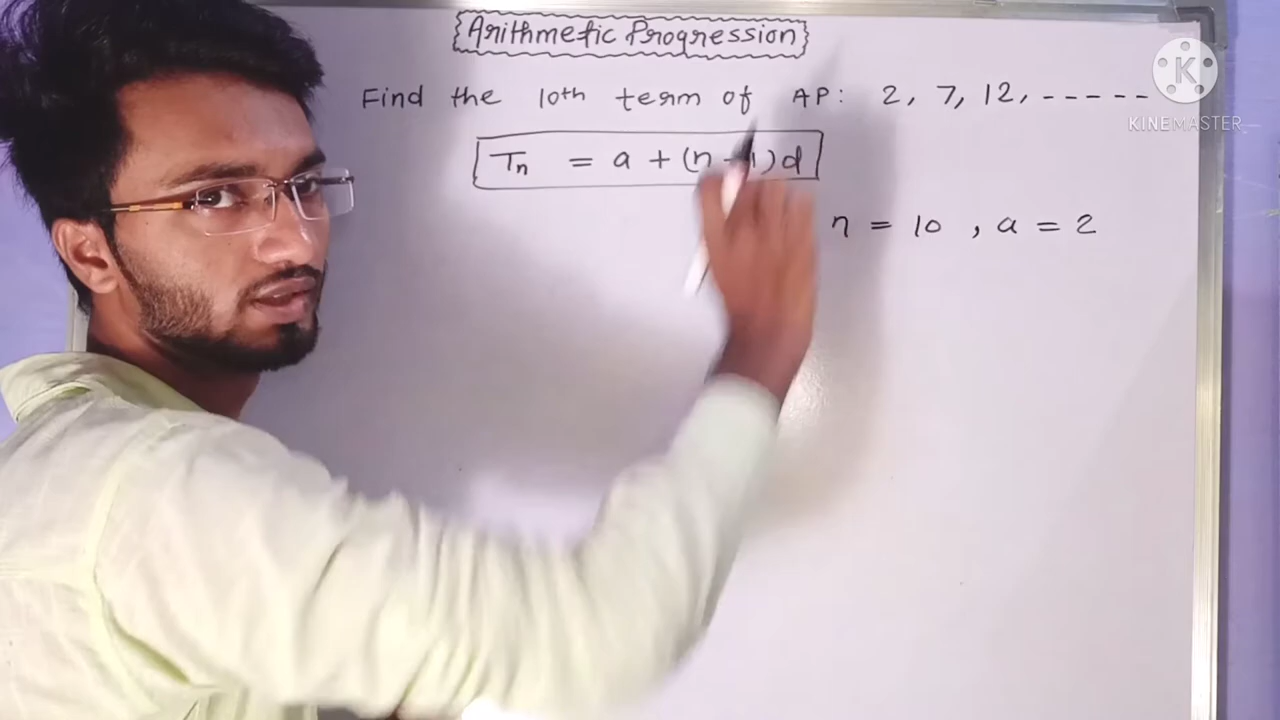 Arithmetic Progression
Find the 10th term of AP: 2, 7, 12, -----
Tn = a + (n - 1)d
n = 10 , a = 2
K
KINEMASTER